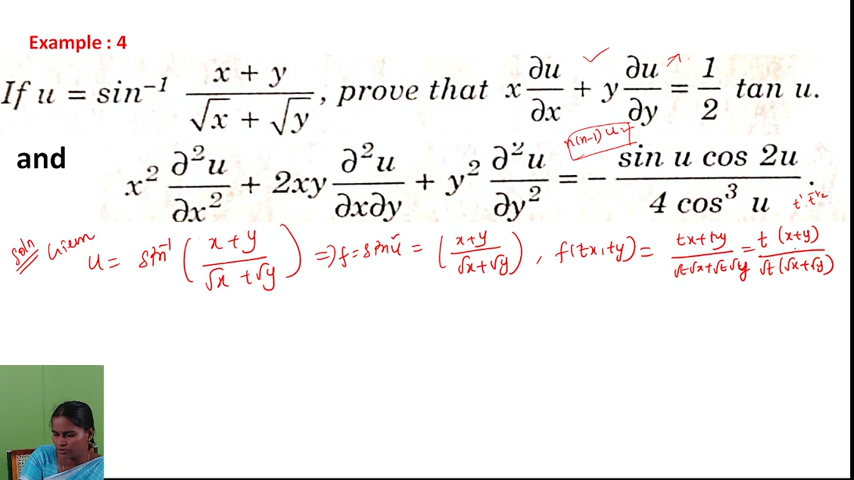 Example : 4
If u = sin⁻¹ (x + y)/(√x + √y), prove that x ∂u/∂x + y ∂u/∂y = 1/2 tan u.
n(n-1) u
and
x² ∂²u/∂x² + 2xy ∂²u/∂x∂y + y² ∂²u/∂y² = − (sin u cos 2u)/(4 cos³ u).
Soln Given
u = sin⁻¹ ( (x+y)/(√x+√y) ) ⇒ f = sin u = ( (x+y)/(√x+√y) ), f(tx, ty) = (tx+ty)/(√t√x+√t√y) = t (x+y)/(√t (√x+√y))